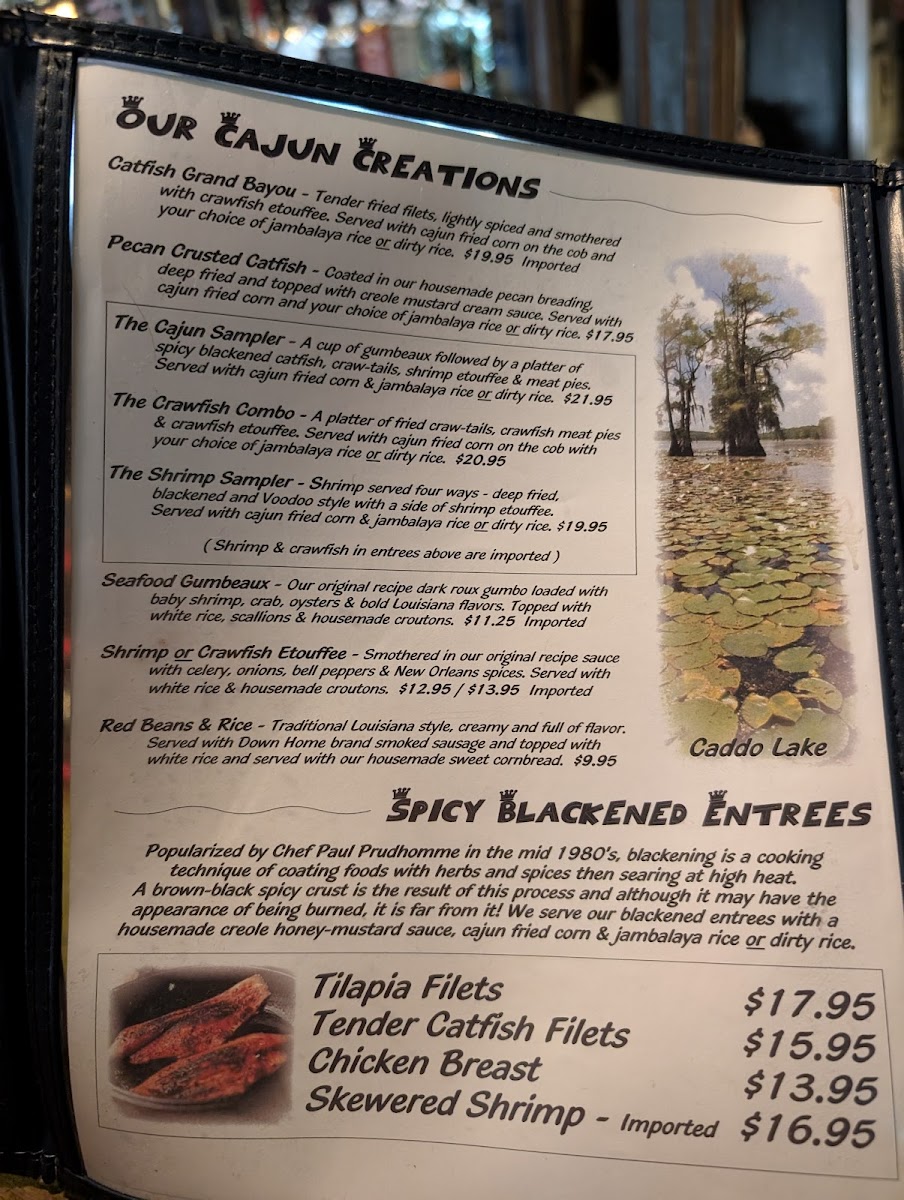 OUR CAJUN CREATIONS
Catfish Grand Bayou - Tender fried filets, lightly spiced and smothered
with crawfish etouffee. Served with cajun fried corn on the cob and
your choice of jambalaya rice or dirty rice. $19.95 Imported
Pecan Crusted Catfish - Coated in our housemade pecan breading,
deep fried and topped with creole mustard cream sauce. Served with
cajun fried corn and your choice of jambalaya rice or dirty rice. $17.95
The Cajun Sampler - A cup of gumbeaux followed by a platter of
spicy blackened catfish, craw-tails, shrimp etouffee & meat pies.
Served with cajun fried corn & jambalaya rice or dirty rice. $21.95
The Crawfish Combo - A platter of fried craw-tails, crawfish meat pies
& crawfish etouffee. Served with cajun fried corn on the cob with
your choice of jambalaya rice or dirty rice. $20.95
The Shrimp Sampler - Shrimp served four ways - deep fried,
blackened and Voodoo style with a side of shrimp etouffee.
Served with cajun fried corn & jambalaya rice or dirty rice. $19.95
( Shrimp & crawfish in entrees above are imported )
Seafood Gumbeaux - Our original recipe dark roux gumbo loaded with
baby shrimp, crab, oysters & bold Louisiana flavors. Topped with
white rice, scallions & housemade croutons. $11.25 Imported
Shrimp or Crawfish Etouffee - Smothered in our original recipe sauce
with celery, onions, bell peppers & New Orleans spices. Served with
white rice & housemade croutons. $12.95 / $13.95 Imported
Red Beans & Rice - Traditional Louisiana style, creamy and full of flavor.
Served with Down Home brand smoked sausage and topped with
white rice and served with our housemade sweet cornbread. $9.95
Caddo Lake
SPICY BLACKENED ENTREES
Popularized by Chef Paul Prudhomme in the mid 1980's, blackening is a cooking
technique of coating foods with herbs and spices then searing at high heat.
A brown-black spicy crust is the result of this process and although it may have the
appearance of being burned, it is far from it! We serve our blackened entrees with a
housemade creole honey-mustard sauce, cajun fried corn & jambalaya rice or dirty rice.
Tilapia Filets $17.95
Tender Catfish Filets $15.95
Chicken Breast $13.95
Skewered Shrimp - Imported $16.95